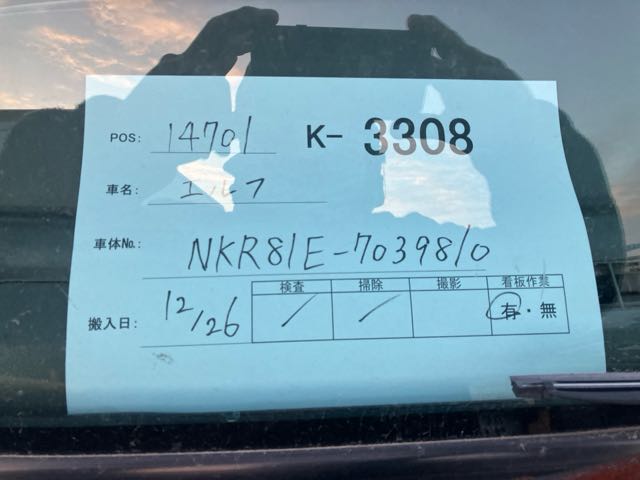 POS: 14701 K- 3308
車名: エルフ
車体No.: NKR81E-7039810
検査 掃除 撮影 看板作業
搬入日: 12/26 / / 有・無